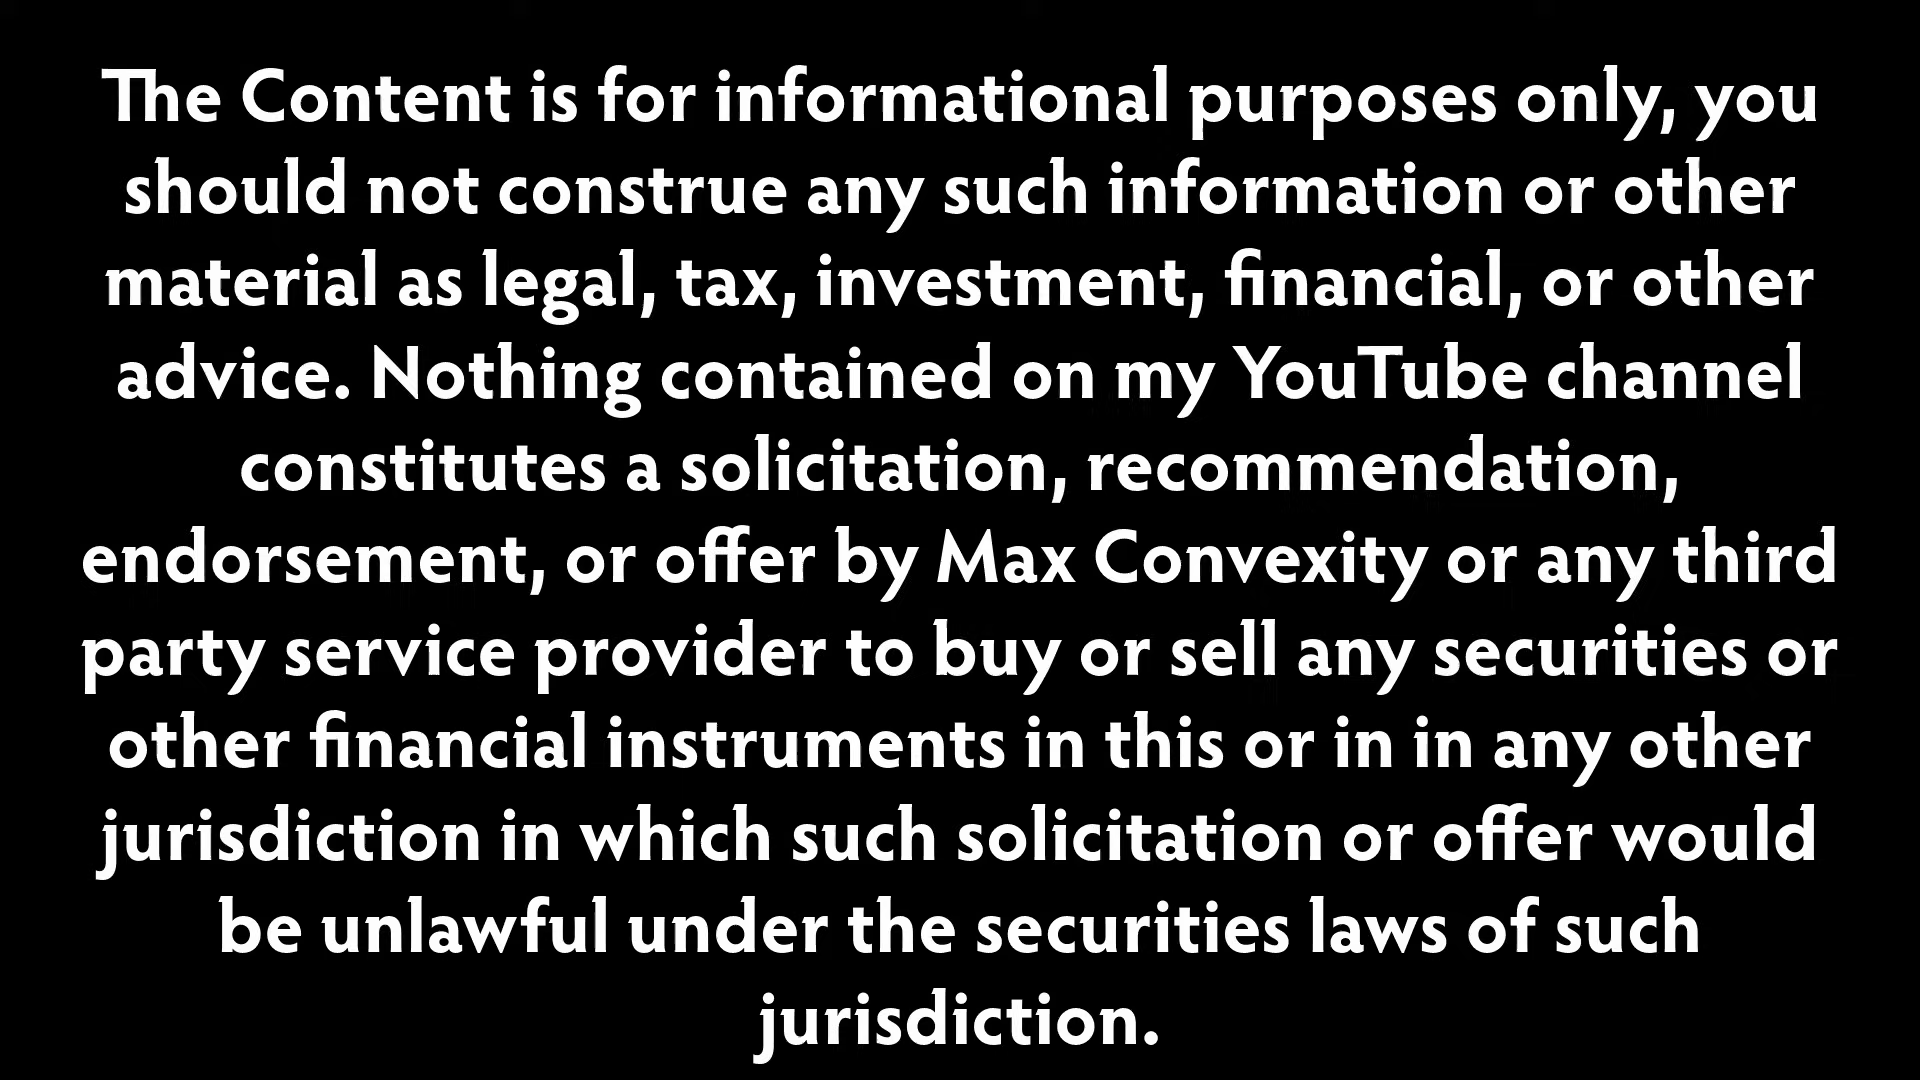 The Content is for informational purposes only, you
should not construe any such information or other
material as legal, tax, investment, financial, or other
advice. Nothing contained on my YouTube channel
constitutes a solicitation, recommendation,
endorsement, or offer by Max Convexity or any third
party service provider to buy or sell any securities or
other financial instruments in this or in in any other
jurisdiction in which such solicitation or offer would
be unlawful under the securities laws of such
jurisdiction.